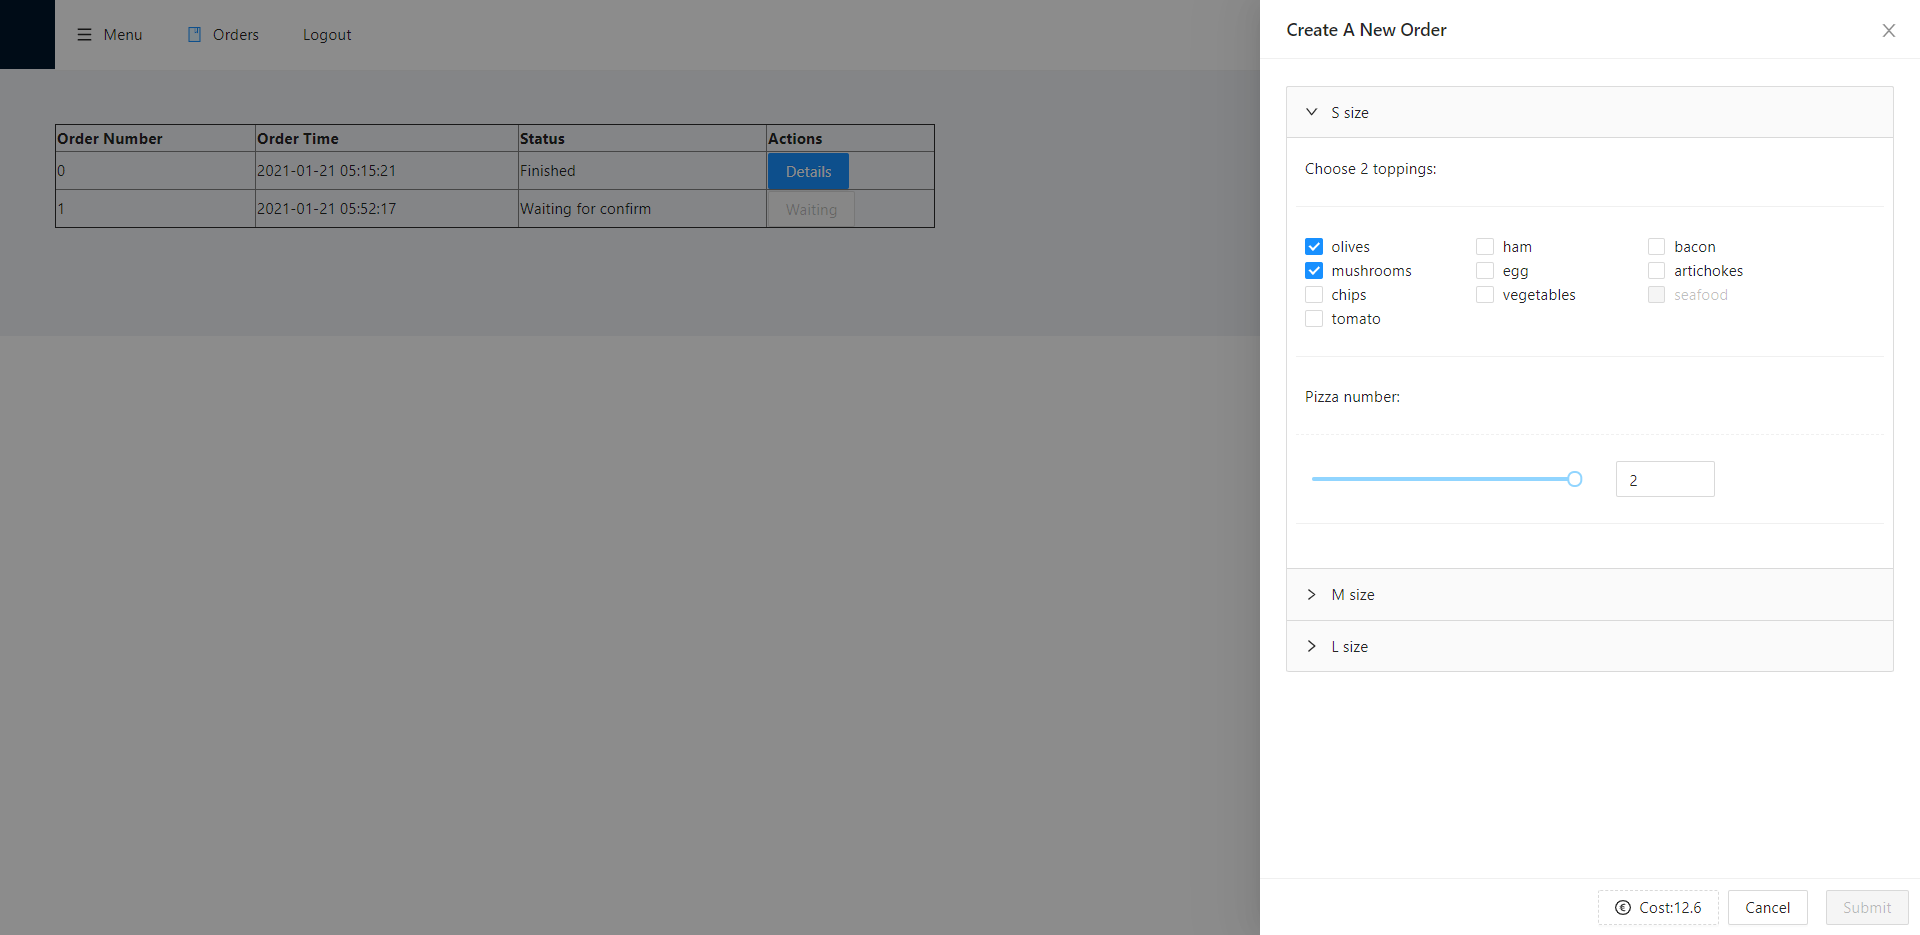 Menu Orders Logout
Order Number Order Time Status Actions
0 2021-01-21 05:15:21 Finished Details
1 2021-01-21 05:52:17 Waiting for confirm Waiting
Create A New Order
S size
Choose 2 toppings:
olives ham bacon
mushrooms egg artichokes
chips vegetables seafood
tomato
Pizza number:
2
M size
L size
Cost:12.6 Cancel Submit